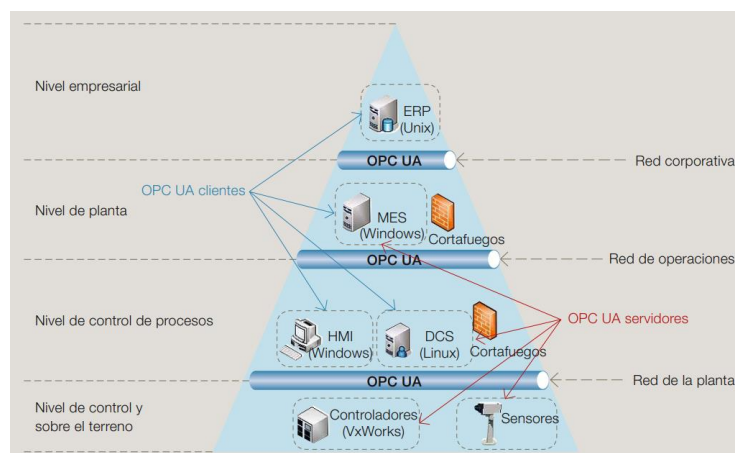 Nivel empresarial
ERP
(Unix)
OPC UA
Red corporativa
OPC UA clientes
Nivel de planta
MES
(Windows)
Cortafuegos
OPC UA
Red de operaciones
Nivel de control de procesos
OPC UA servidores
HMI
(Windows)
DCS
(Linux)
Cortafuegos
OPC UA
Red de la planta
Nivel de control y
sobre el terreno
Controladores
(VxWorks)
Sensores